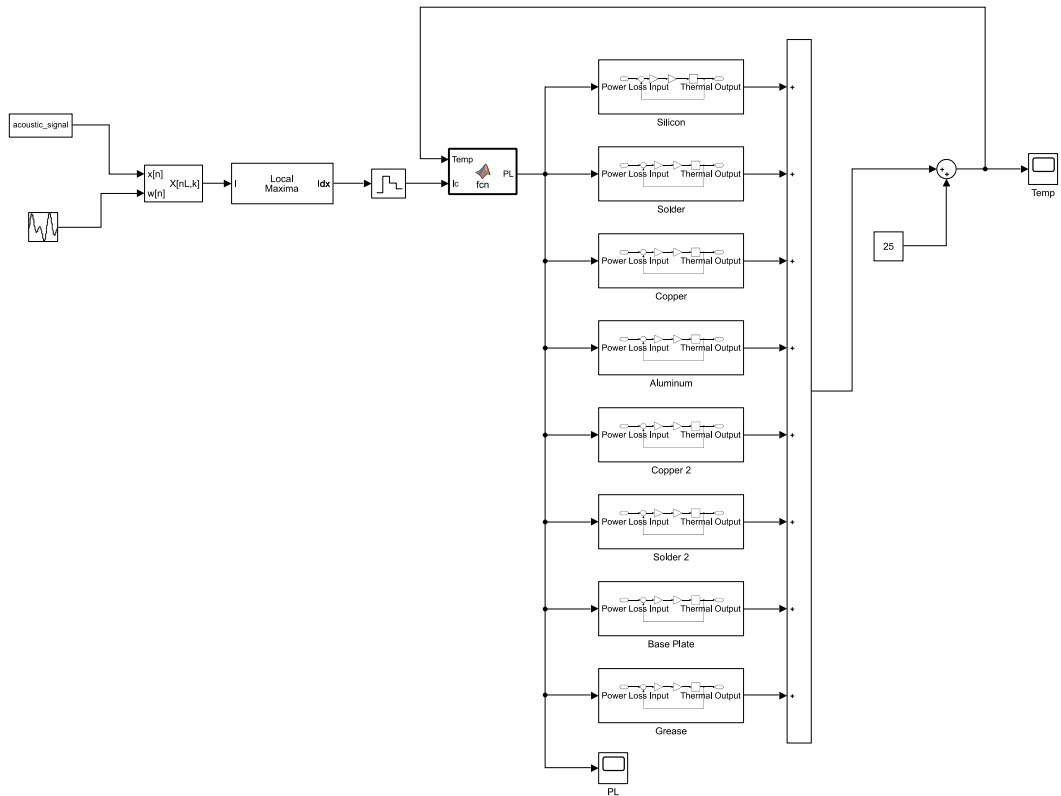 acoustic_signal
x[n]
w[n]
X[nL,k]
I
Local
Maxima
Idx
Temp
Ic
fcn
PL
Power Loss Input
Thermal Output
Silicon
Power Loss Input
Thermal Output
Solder
Power Loss Input
Thermal Output
Copper
Power Loss Input
Thermal Output
Aluminum
Power Loss Input
Thermal Output
Copper 2
Power Loss Input
Thermal Output
Solder 2
Power Loss Input
Thermal Output
Base Plate
Power Loss Input
Thermal Output
Grease
PL
+
+
+
+
+
+
+
+
+
+
25
Temp